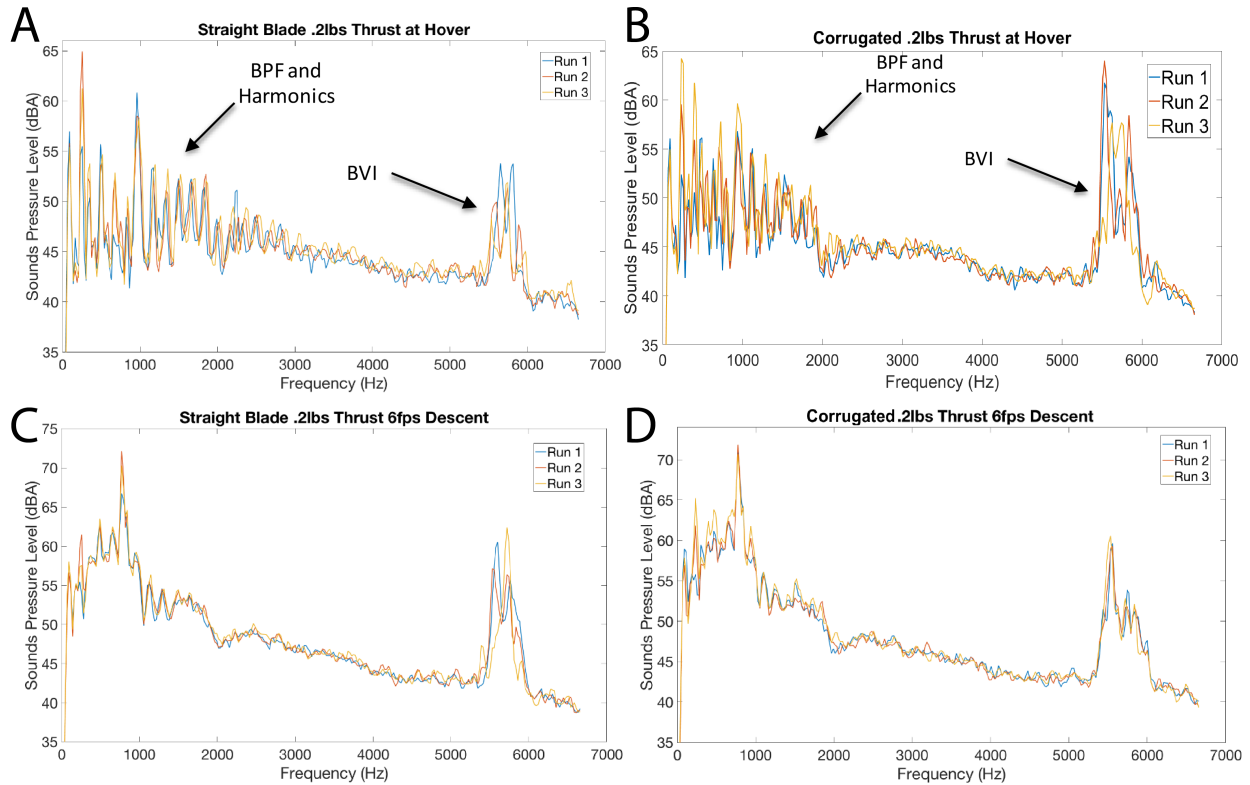 A
Straight Blade .2lbs Thrust at Hover
65
60
55
50
45
40
35
Sounds Pressure Level (dBA)
BPF and
Harmonics
BVI
Run 1
Run 2
Run 3
0 1000 2000 3000 4000 5000 6000 7000
Frequency (Hz)
B
Corrugated .2lbs Thrust at Hover
65
60
55
50
45
40
35
Sounds Pressure Level (dBA)
BPF and
Harmonics
BVI
Run 1
Run 2
Run 3
0 1000 2000 3000 4000 5000 6000 7000
Frequency (Hz)
C
Straight Blade .2lbs Thrust 6fps Descent
75
70
65
60
55
50
45
40
35
Sounds Pressure Level (dBA)
Run 1
Run 2
Run 3
0 1000 2000 3000 4000 5000 6000 7000
Frequency (Hz)
D
Corrugated .2lbs Thrust 6fps Descent
70
65
60
55
50
45
40
35
Sounds Pressure Level (dBA)
Run 1
Run 2
Run 3
0 1000 2000 3000 4000 5000 6000 7000
Frequency (Hz)